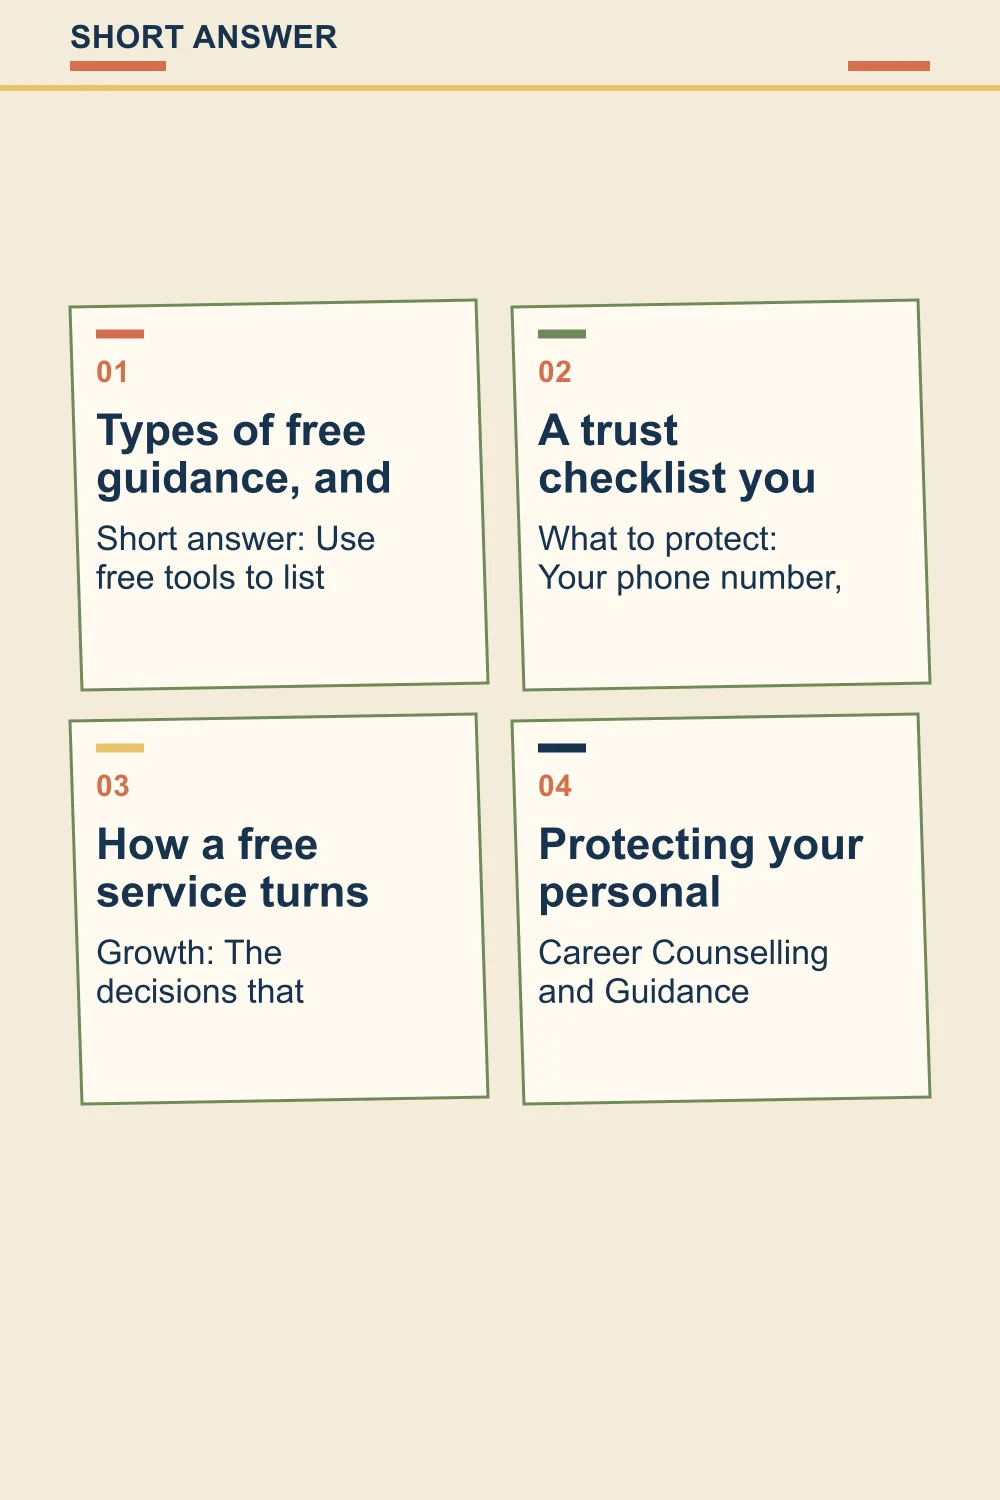 SHORT ANSWER
01
Types of free
guidance, and
Short answer: Use
free tools to list
02
A trust
checklist you
What to protect:
Your phone number,
03
How a free
service turns
Growth: The
decisions that
04
Protecting your
personal
Career Counselling
and Guidance